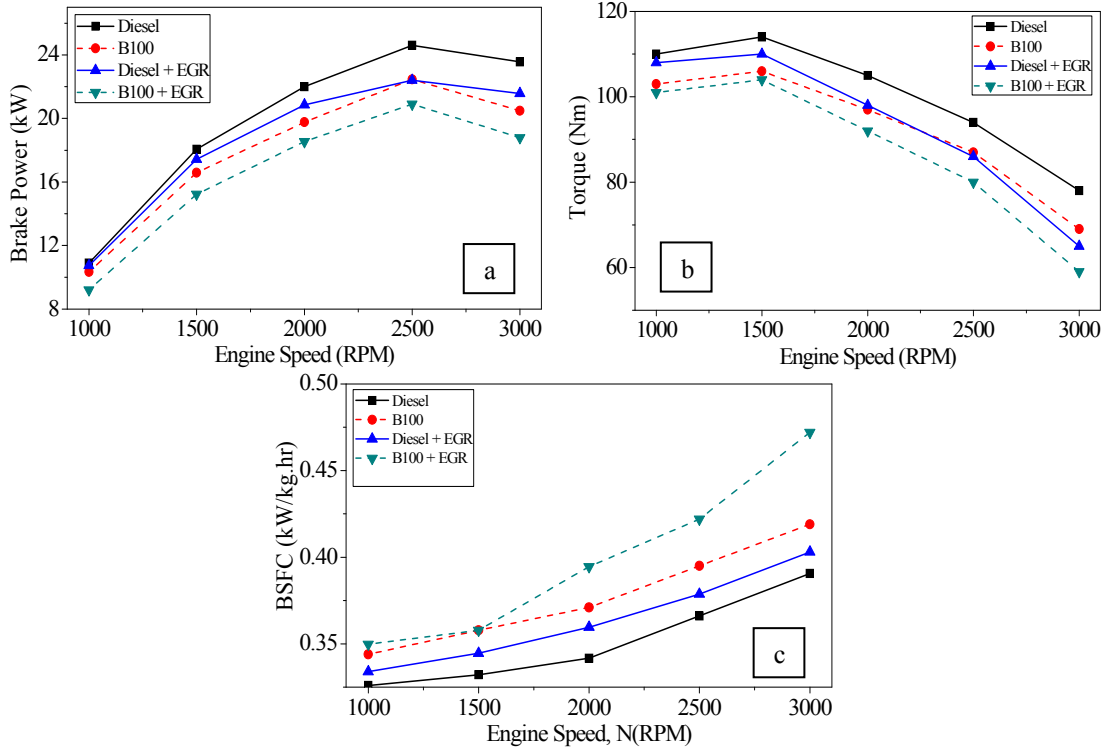 Diesel
B100
Diesel + EGR
B100 + EGR
Brake Power (kW)
24
20
16
12
8
a
1000 1500 2000 2500 3000
Engine Speed (RPM)
Diesel
B100
Diesel + EGR
B100 + EGR
Torque (Nm)
120
100
80
60
b
1000 1500 2000 2500 3000
Engine Speed (RPM)
Diesel
B100
Diesel + EGR
B100 + EGR
BSFC (kW/kg.hr)
0.50
0.45
0.40
0.35
c
1000 1500 2000 2500 3000
Engine Speed, N(RPM)